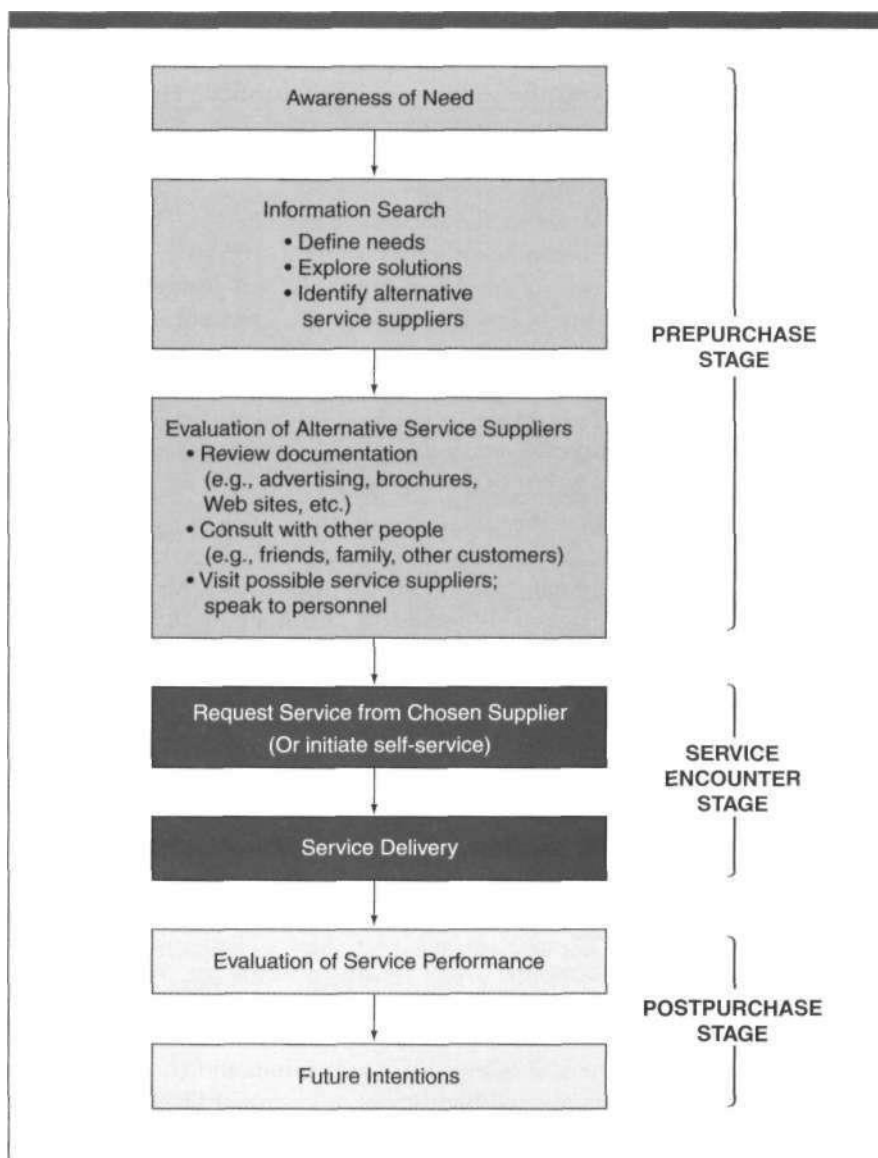 Awareness of Need
Information Search
• Define needs
• Explore solutions
• Identify alternative
service suppliers
PREPURCHASE
STAGE
Evaluation of Alternative Service Suppliers
• Review documentation
(e.g., advertising, brochures,
Web sites, etc.)
• Consult with other people
(e.g., friends, family, other customers)
• Visit possible service suppliers;
speak to personnel
Request Service from Chosen Supplier
(Or initiate self-service)
SERVICE
ENCOUNTER
STAGE
Service Delivery
Evaluation of Service Performance
POSTPURCHASE
STAGE
Future Intentions